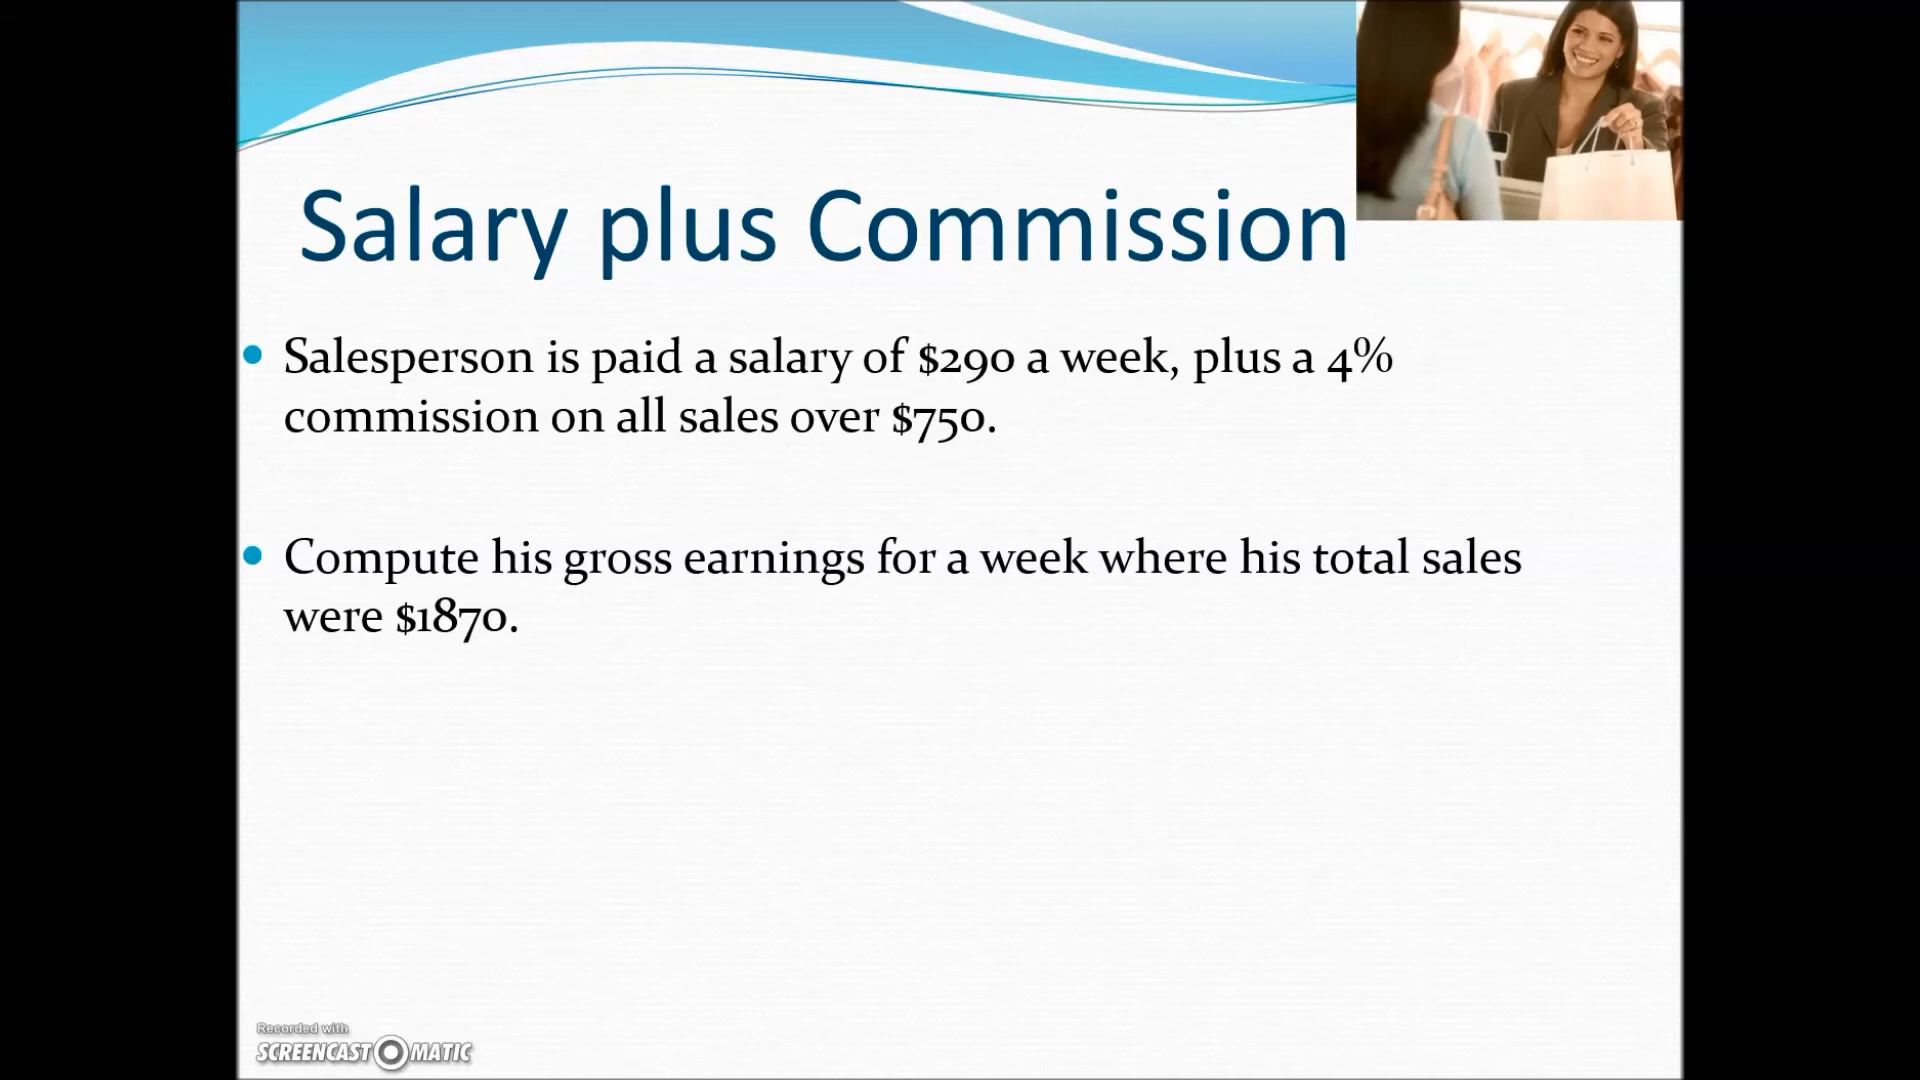 Salary plus Commission
Salesperson is paid a salary of $290 a week, plus a 4%
commission on all sales over $750.
Compute his gross earnings for a week where his total sales
were $1870.
Recorded with
SCREENCAST O MATIC